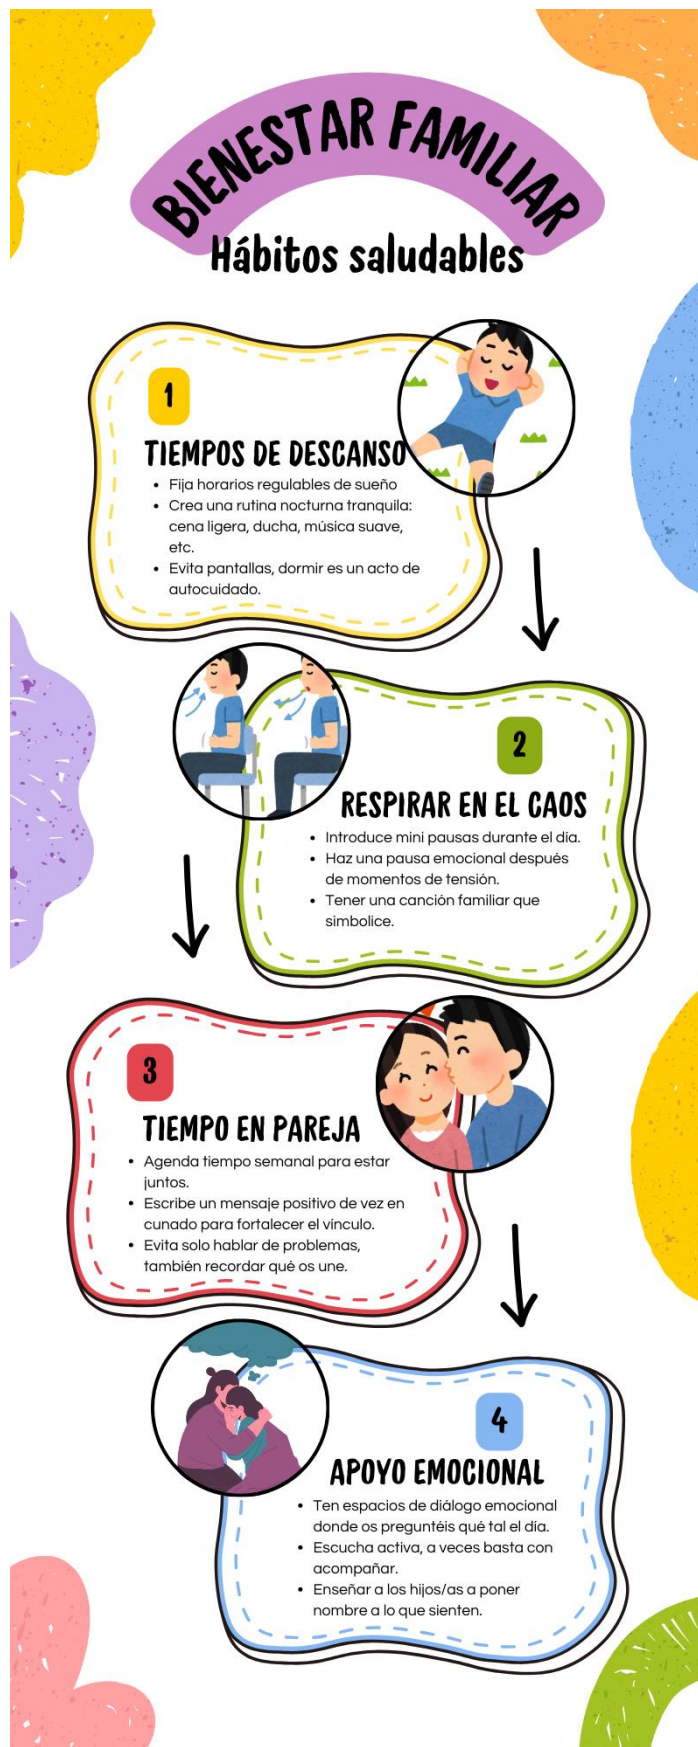 BIENESTAR FAMILIAR
Hábitos saludables
1
TIEMPOS DE DESCANSO
• Fija horarios regulables de sueño
• Crea una rutina nocturna tranquila:
cena ligera, ducha, música suave,
etc.
• Evita pantallas, dormir es un acto de
autocuidado.
2
RESPIRAR EN EL CAOS
• Introduce mini pausas durante el día.
• Haz una pausa emocional después
de momentos de tensión.
• Tener una canción familiar que
simbolice.
3
TIEMPO EN PAREJA
• Agenda tiempo semanal para estar
juntos.
• Escribe un mensaje positivo de vez en
cunado para fortalecer el vínculo.
• Evita solo hablar de problemas,
también recordar qué os une.
4
APOYO EMOCIONAL
• Ten espacios de diálogo emocional
donde os preguntéis qué tal el día.
• Escucha activa, a veces basta con
acompañar.
• Enseñar a los hijos/as a poner
nombre a lo que sienten.